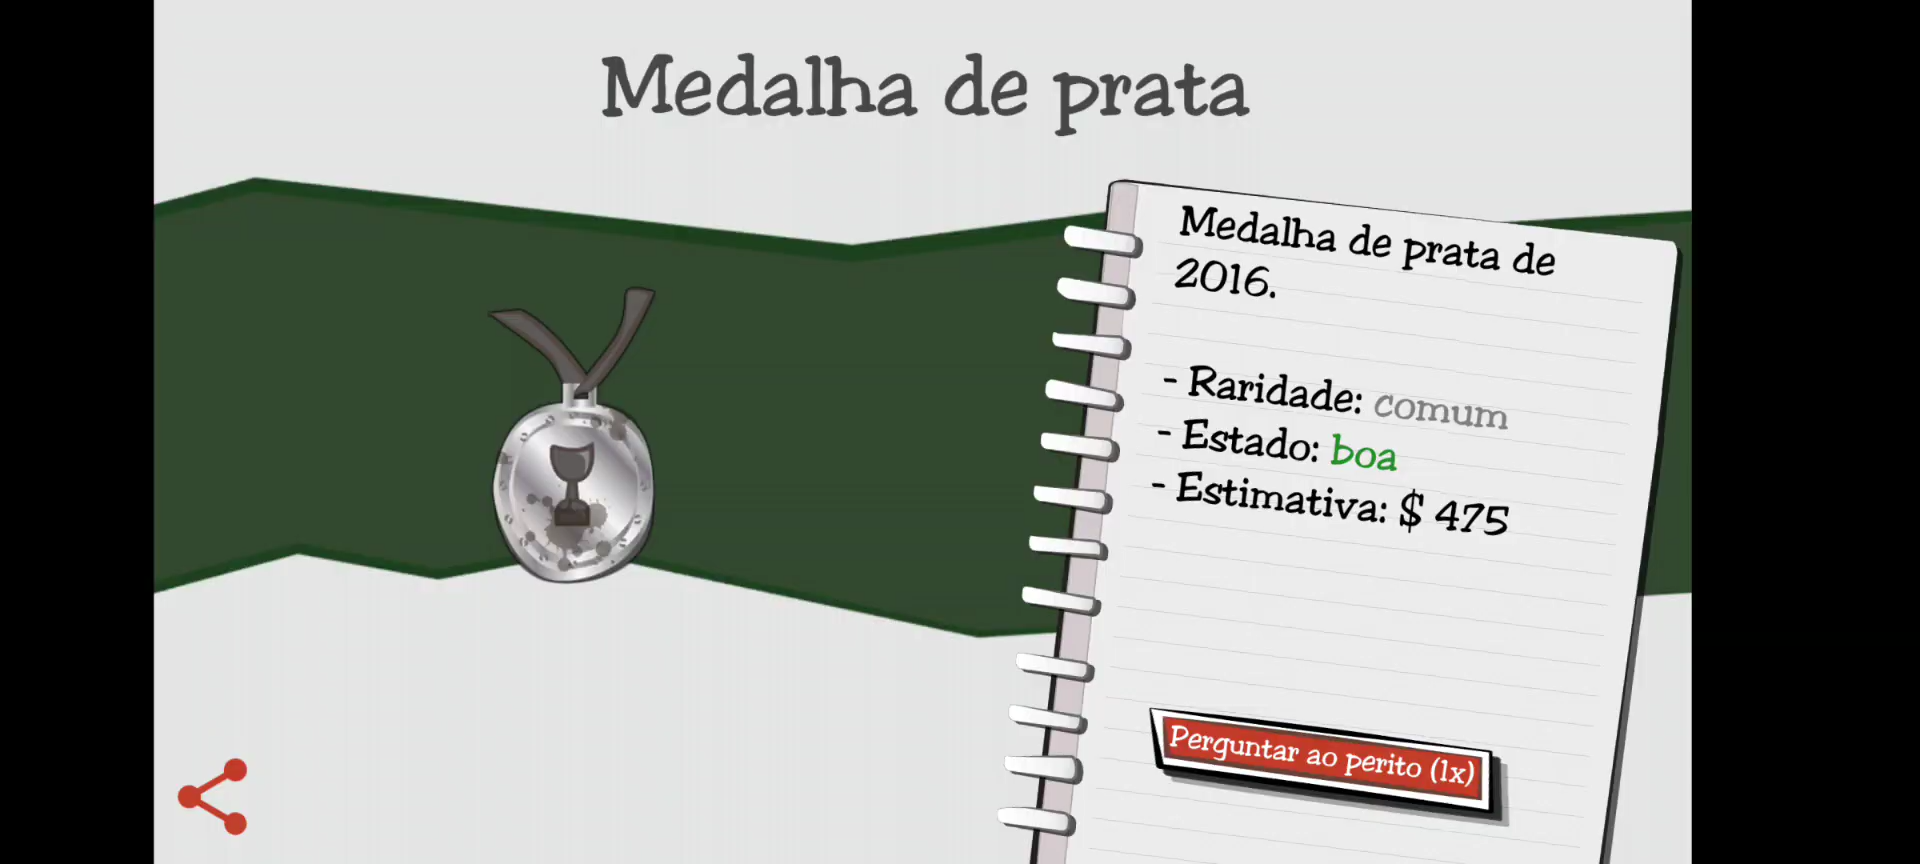 Medalha de prata
Medalha de prata de
2016.
- Raridade: comum
- Estado: boa
- Estimativa: $ 475
Perguntar ao perito (1x)